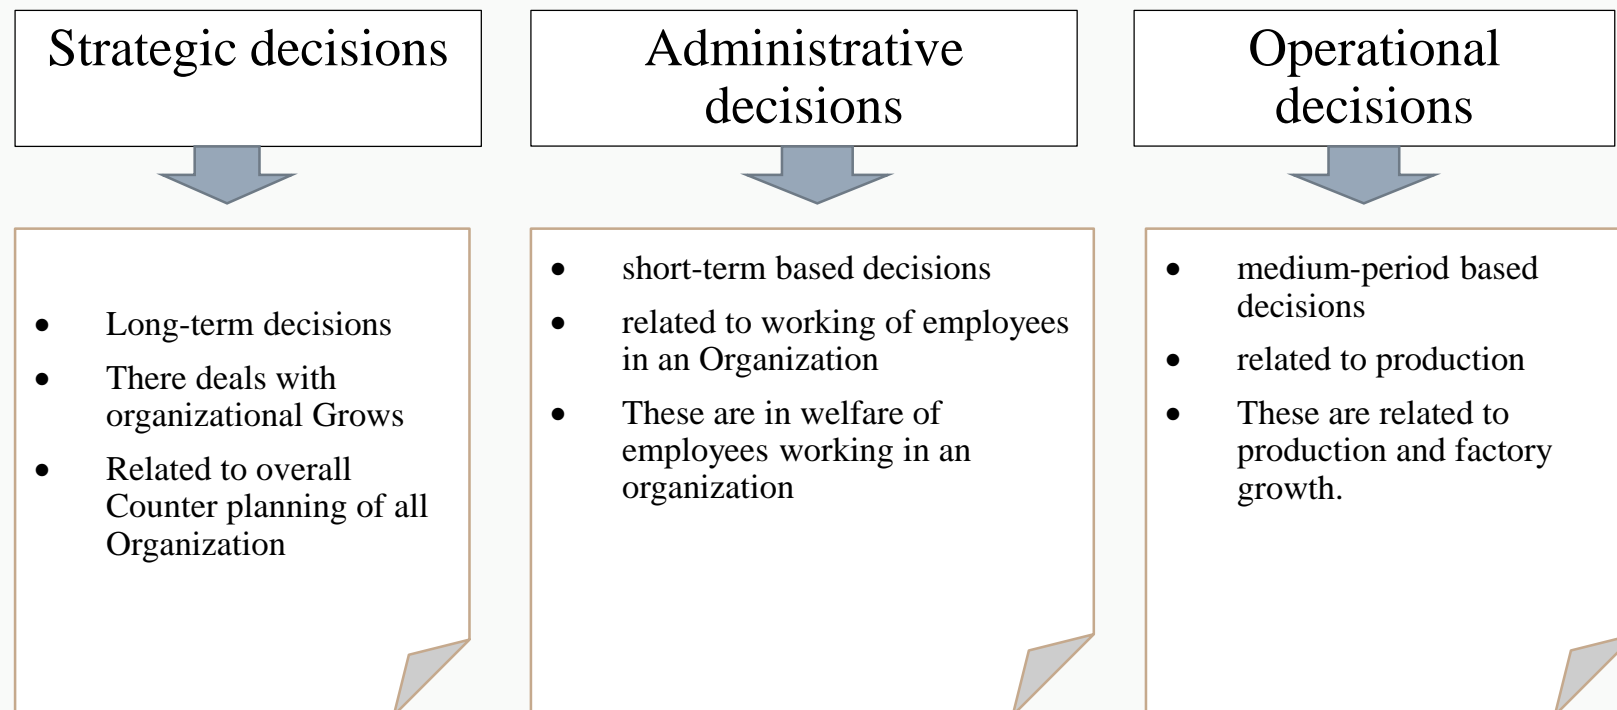 Strategic decisions
Administrative
decisions
Operational
decisions
• Long-term decisions
• There deals with
organizational Grows
• Related to overall
Counter planning of all
Organization
• short-term based decisions
• related to working of employees
in an Organization
• These are in welfare of
employees working in an
organization
• medium-period based
decisions
• related to production
• These are related to
production and factory
growth.